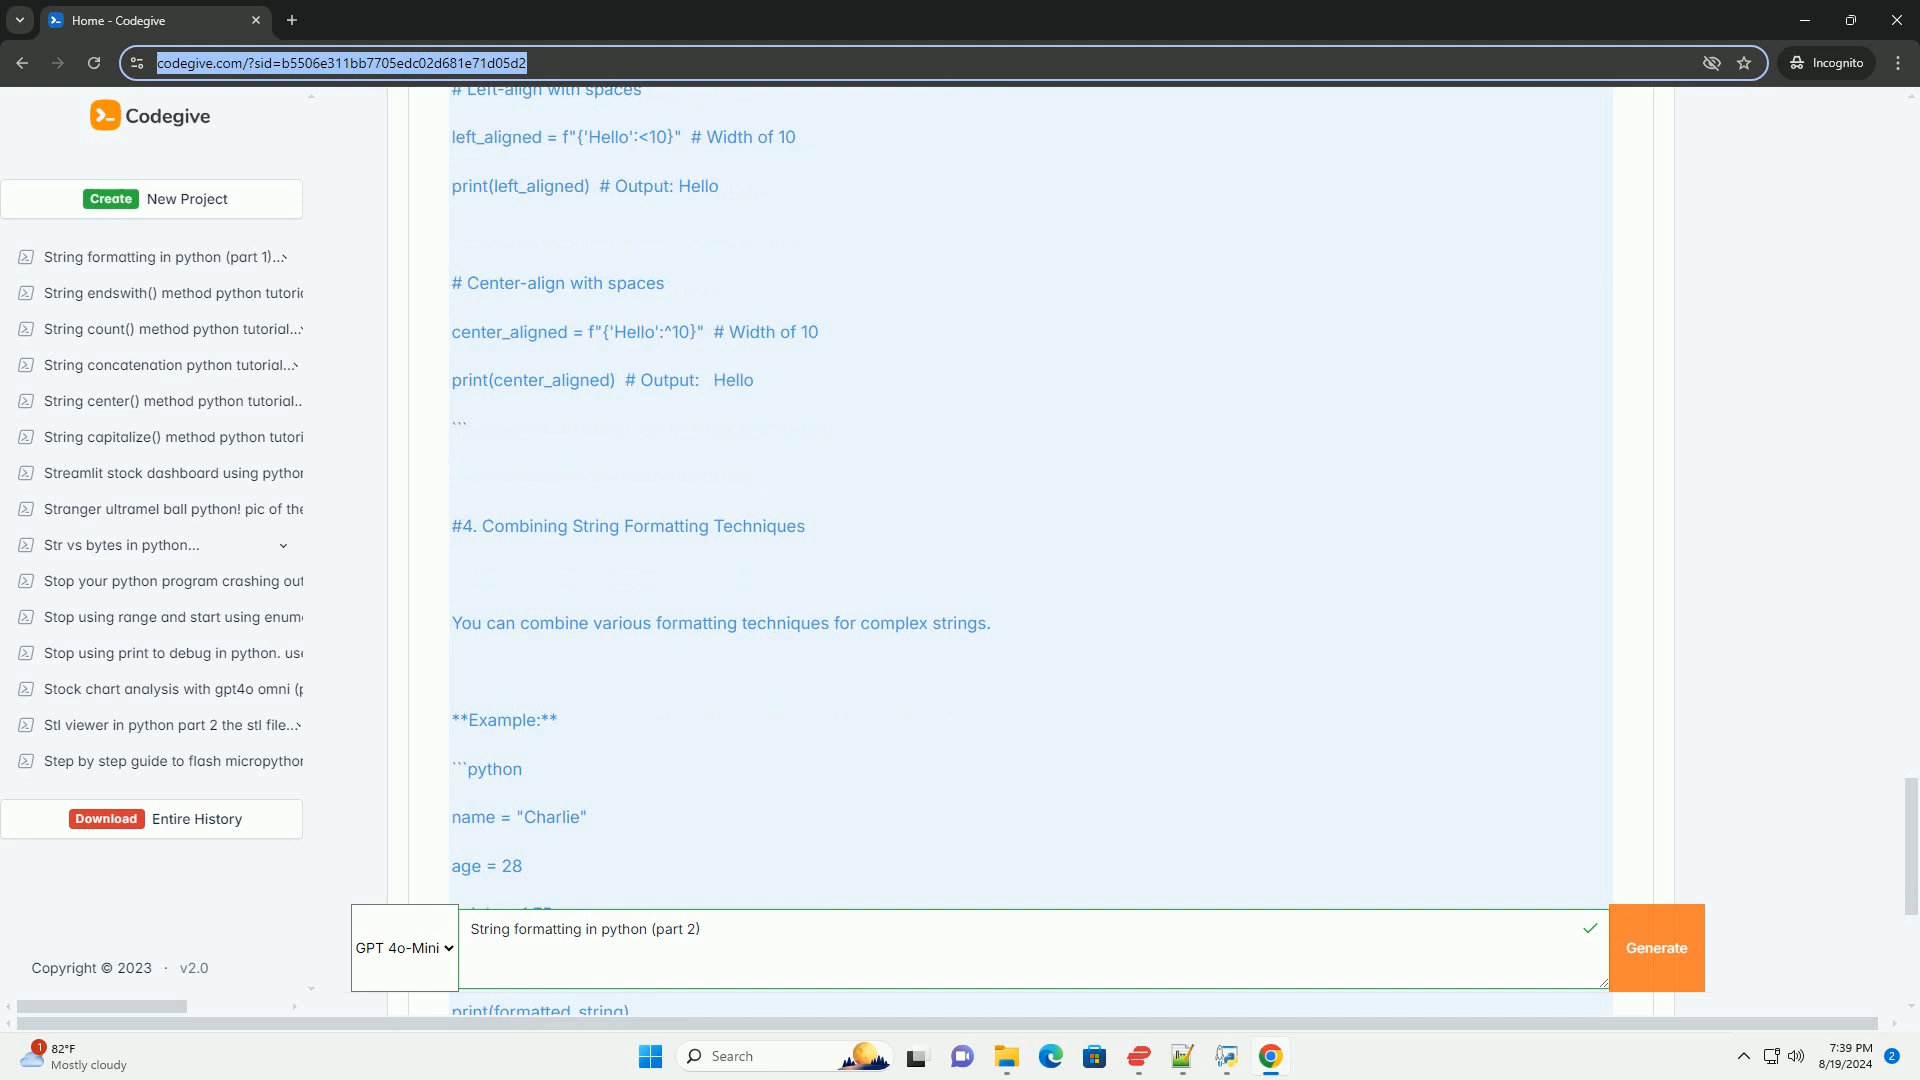 Home - Codegive
codegive.com/?sid=b5506e311bb7705edc02d681e71d05d2
Incognito
Codegive
Create New Project
String formatting in python (part 1)...
String endswith() method python tutoric
String count() method python tutorial...
String concatenation python tutorial...
String center() method python tutorial..
String capitalize() method python tutori
Streamlit stock dashboard using pythor
Stranger ultramel ball python! pic of the
Str vs bytes in python...
Stop your python program crashing out
Stop using range and start using enum
Stop using print to debug in python. us
Stock chart analysis with gpt4o omni (p
Stl viewer in python part 2 the stl file...
Step by step guide to flash micropythor
Download Entire History
Copyright © 2023 · v2.0
# Left-align with spaces
left_aligned = f"{'Hello':<10}"  # Width of 10
print(left_aligned)  # Output: Hello
# Center-align with spaces
center_aligned = f"{'Hello':^10}"  # Width of 10
print(center_aligned)  # Output:   Hello
```
#4. Combining String Formatting Techniques
You can combine various formatting techniques for complex strings.
**Example:**
```python
name = "Charlie"
age = 28
GPT 4o-Mini
String formatting in python (part 2)
Generate
print(formatted_string)
1
82°F
Mostly cloudy
Search
7:39 PM
8/19/2024
2